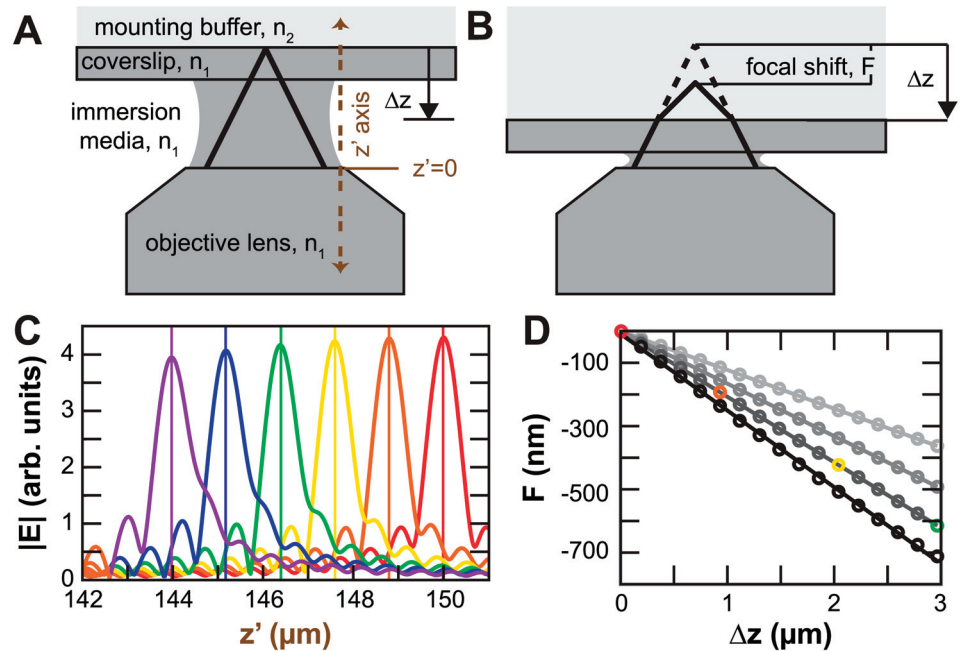 A
mounting buffer, n2
coverslip, n1
immersion
media, n1
Δz
z' axis
z'=0
objective lens, n1
B
focal shift, F
Δz
C
|E| (arb. units)
4
3
2
1
0
142
144
146
148
150
z' (μm)
D
F (nm)
-100
-300
-500
-700
0
1
2
3
Δz (μm)